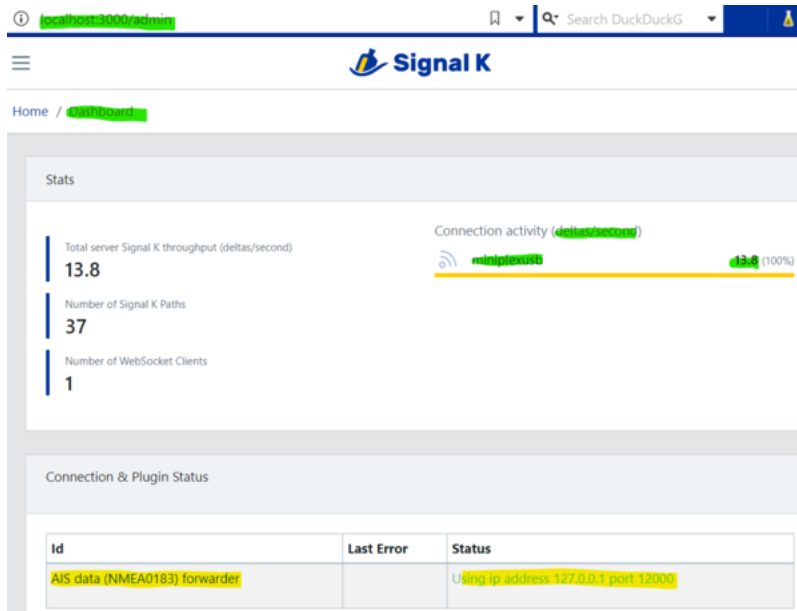 localhost:3000/admin
Search DuckDuckG
Signal K
Home / Dashboard
Stats
Total server Signal K throughput (deltas/second)
13.8
Number of Signal K Paths
37
Number of WebSocket Clients
1
Connection activity (deltas/second)
miniplexusb 13.8 (100%)
Connection & Plugin Status
Id Last Error Status
AIS data (NMEA0183) forwarder Using ip address 127.0.0.1 port 12000